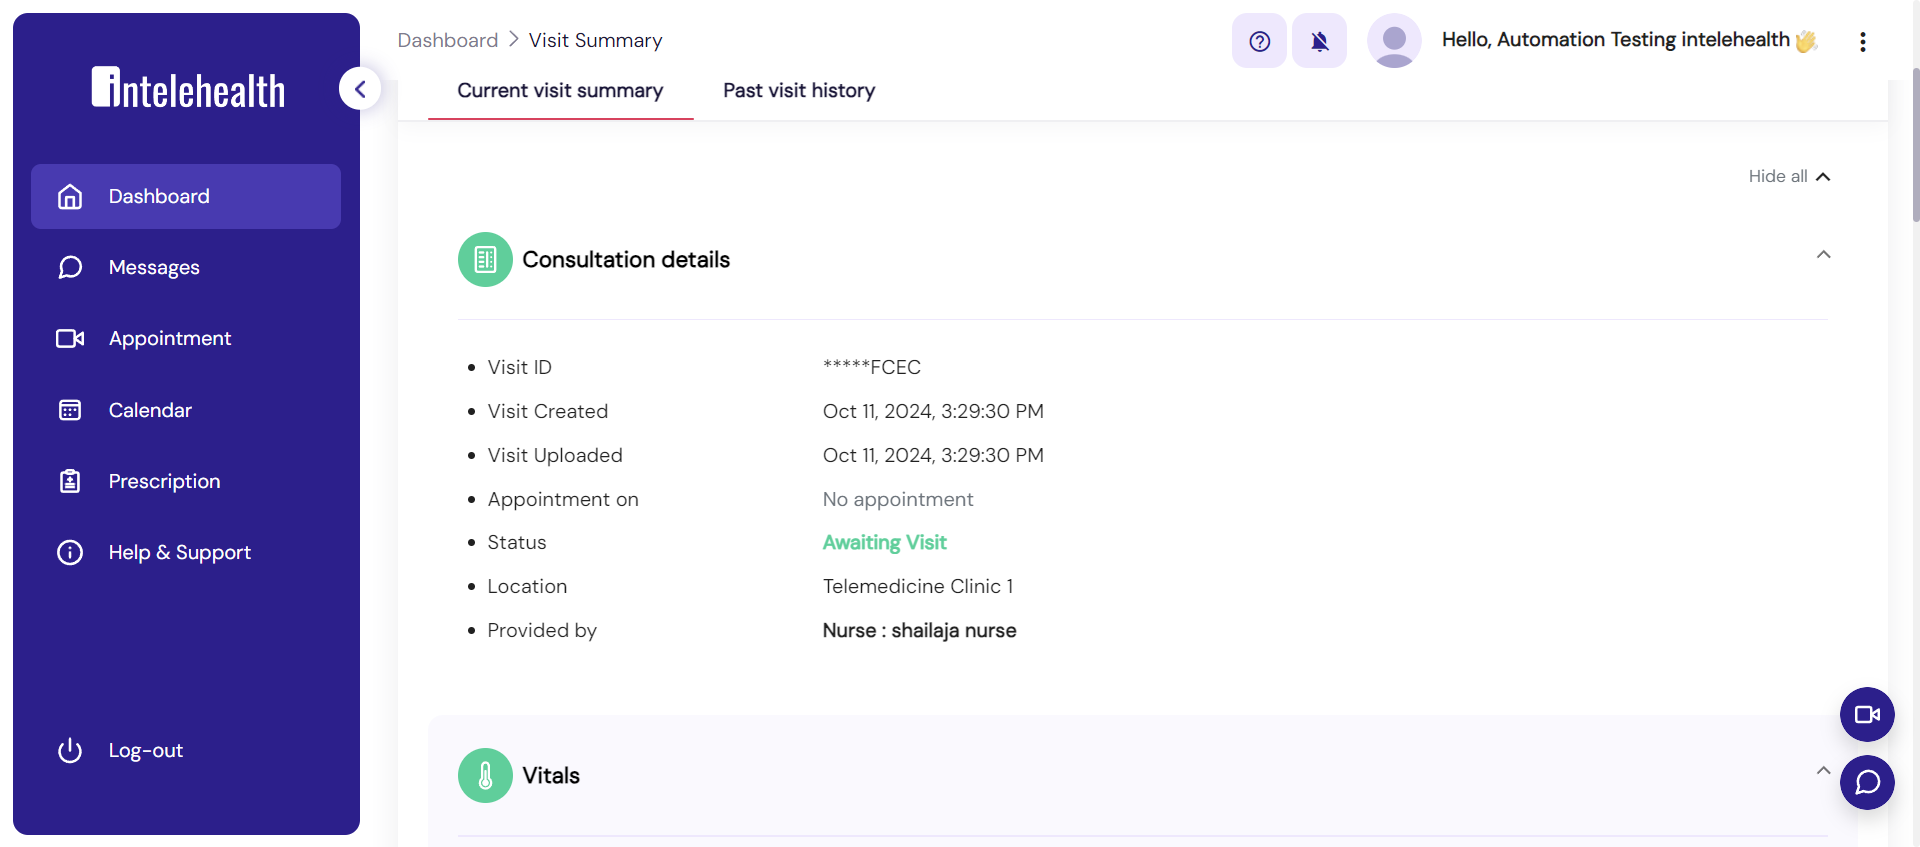 intelehealth
Dashboard
Messages
Appointment
Calendar
Prescription
Help & Support
Log-out
Dashboard > Visit Summary
Hello, Automation Testing intelehealth 👋
Current visit summary
Past visit history
Hide all
Consultation details
Visit ID *****FCEC
Visit Created Oct 11, 2024, 3:29:30 PM
Visit Uploaded Oct 11, 2024, 3:29:30 PM
Appointment on No appointment
Status Awaiting Visit
Location Telemedicine Clinic 1
Provided by Nurse : shailaja nurse
Vitals